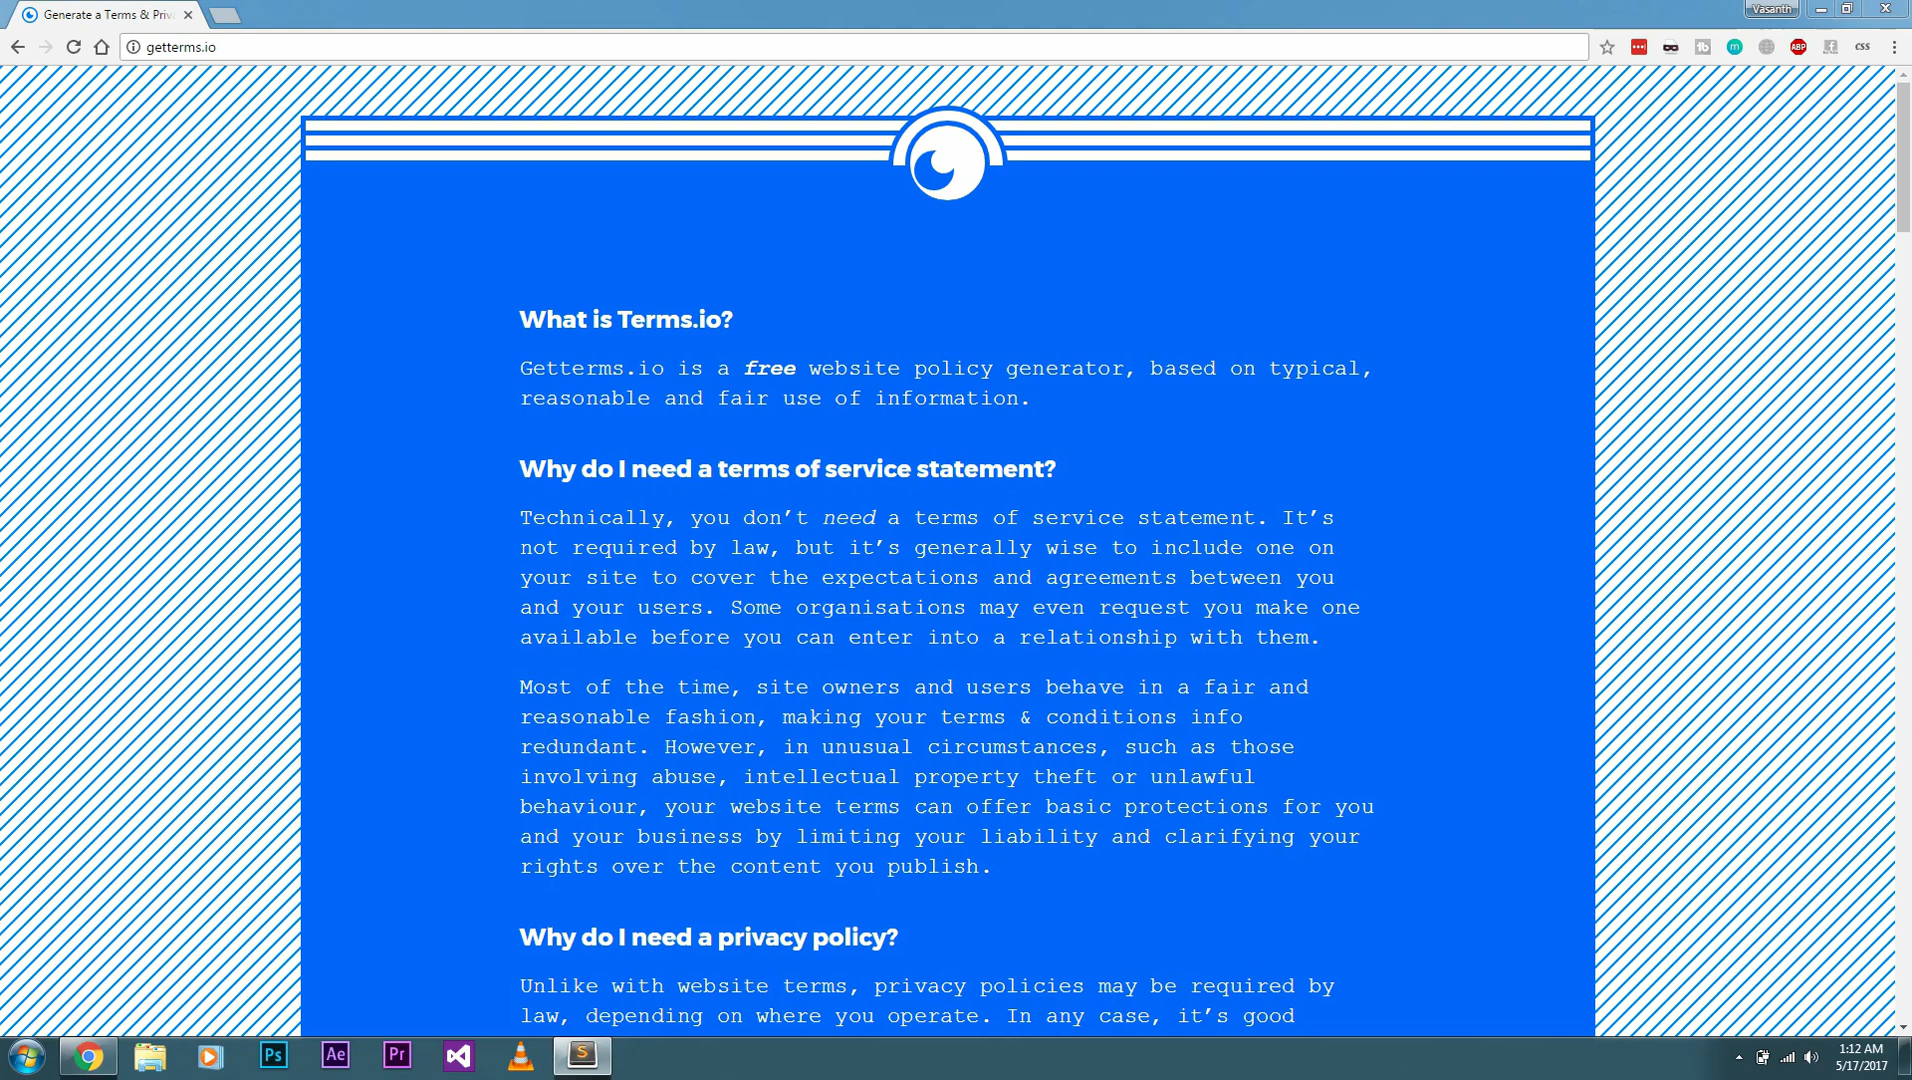 Generate a Terms & Priv
Vasanth
getterms.io
ABP
CSS
What is Terms.io?
Getterms.io is a free website policy generator, based on typical,
reasonable and fair use of information.
Why do I need a terms of service statement?
Technically, you don’t need a terms of service statement. It’s
not required by law, but it’s generally wise to include one on
your site to cover the expectations and agreements between you
and your users. Some organisations may even request you make one
available before you can enter into a relationship with them.
Most of the time, site owners and users behave in a fair and
reasonable fashion, making your terms & conditions info
redundant. However, in unusual circumstances, such as those
involving abuse, intellectual property theft or unlawful
behaviour, your website terms can offer basic protections for you
and your business by limiting your liability and clarifying your
rights over the content you publish.
Why do I need a privacy policy?
Unlike with website terms, privacy policies may be required by
law, depending on where you operate. In any case, it’s good
Ps
Ae
Pr
S
1:12 AM
5/17/2017